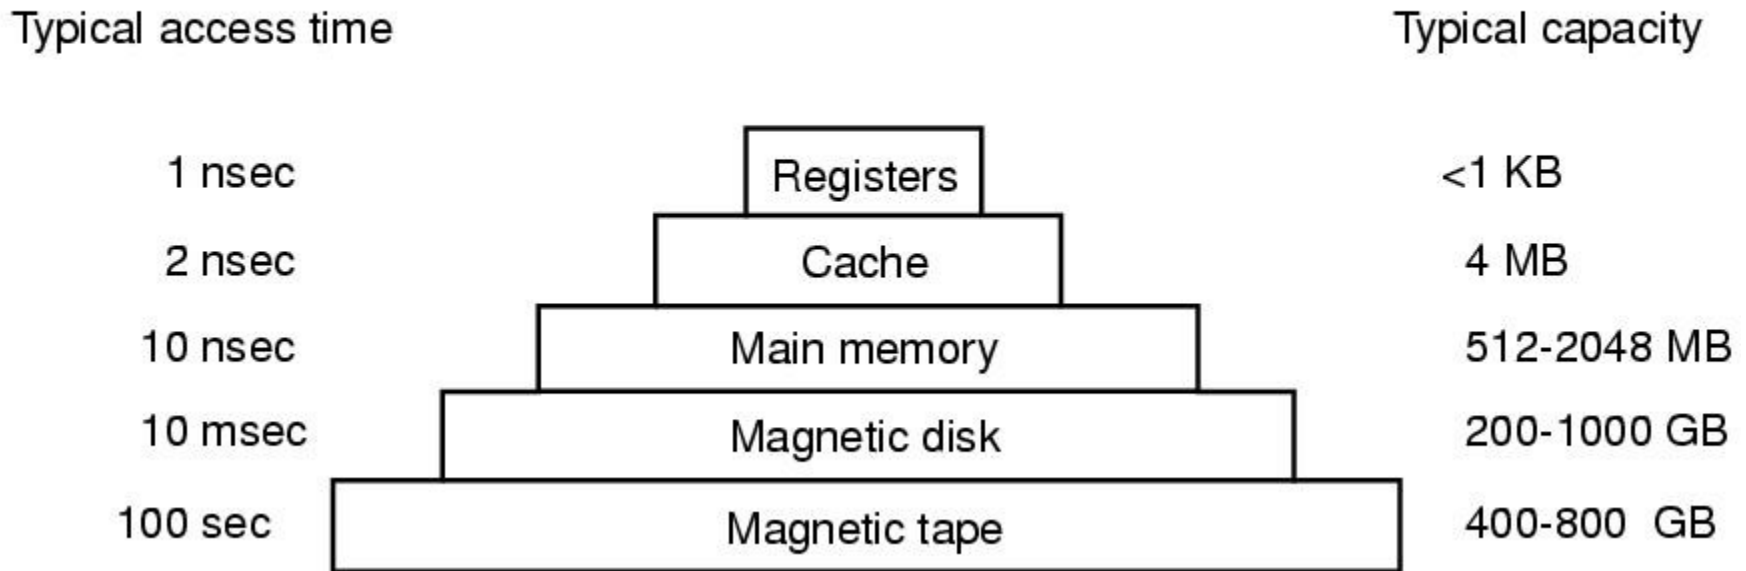 Typical access time Typical capacity
1 nsec Registers <1 KB
2 nsec Cache 4 MB
10 nsec Main memory 512-2048 MB
10 msec Magnetic disk 200-1000 GB
100 sec Magnetic tape 400-800 GB